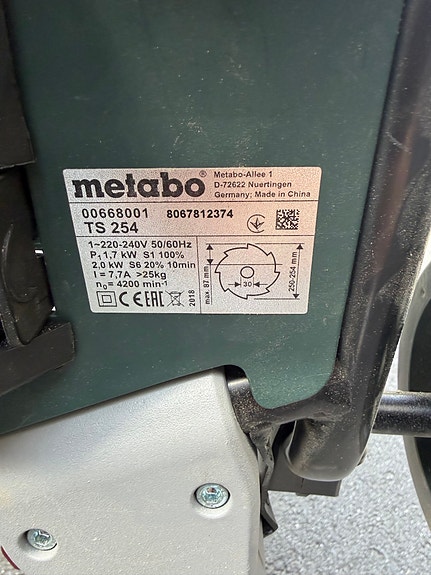 metabo®
Metabo-Allee 1
D-72622 Nuertingen
Germany; Made in China
00668001 8067812374
TS 254
1~220-240V 50/60Hz
P₁ 1,7 kW S1 100%
2,0 kW S6 20% 10min
I = 7,7A >25kg
n₀ = 4200 min⁻¹
CE EAC 2018
max. 87 mm
30
250-254 mm